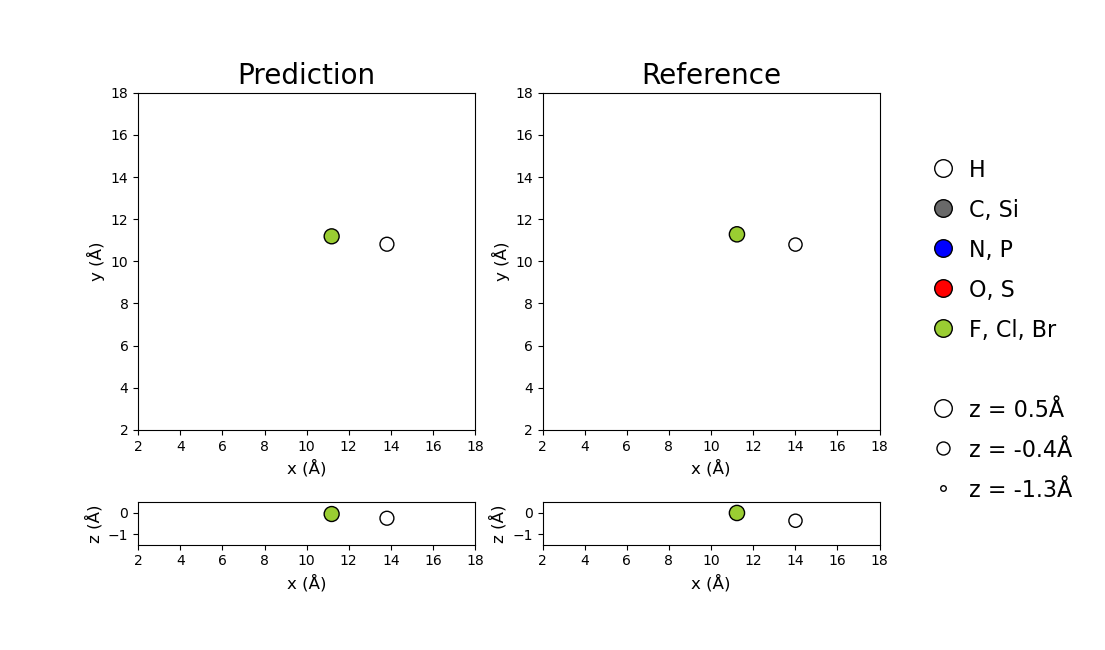 Prediction
Reference
18
16
14
12
10
8
6
4
2
y (Å)
2 4 6 8 10 12 14 16 18
x (Å)
18
16
14
12
10
8
6
4
2
y (Å)
2 4 6 8 10 12 14 16 18
x (Å)
0
−1
z (Å)
2 4 6 8 10 12 14 16 18
x (Å)
0
−1
z (Å)
2 4 6 8 10 12 14 16 18
x (Å)
H
C, Si
N, P
O, S
F, Cl, Br
z = 0.5Å
z = -0.4Å
z = -1.3Å